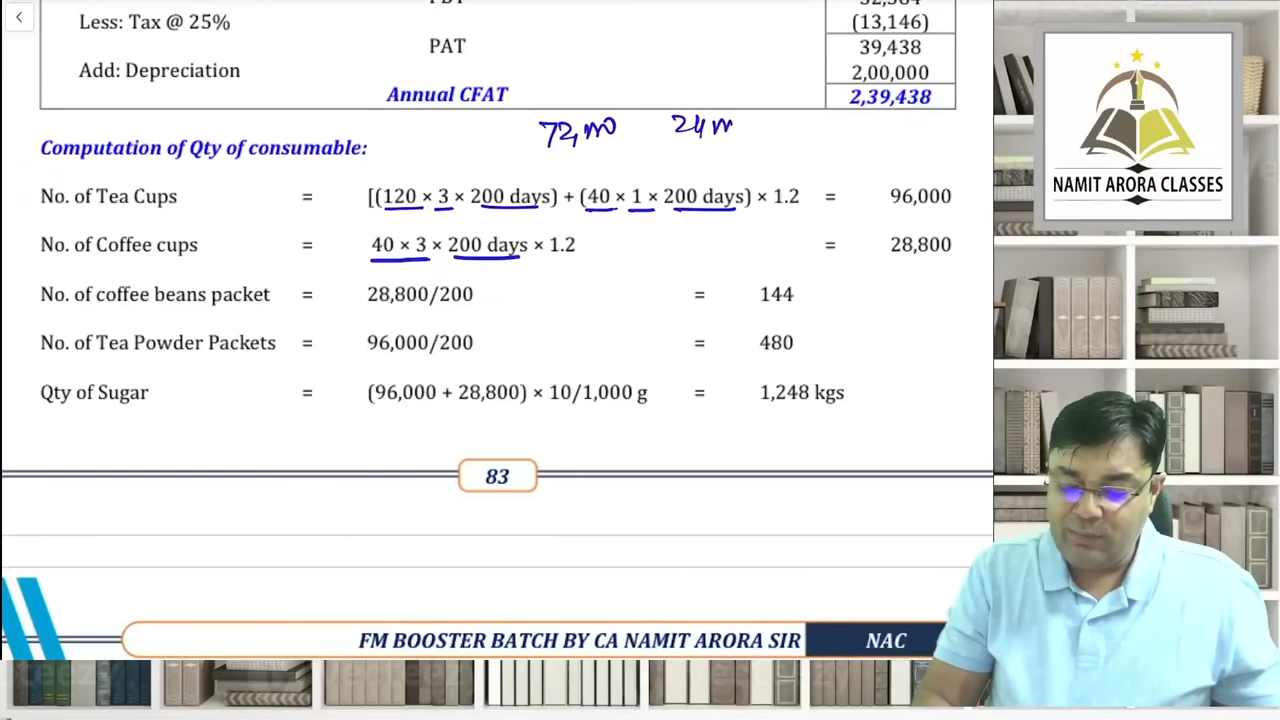 Less: Tax @ 25% (13,146)
PAT 39,438
Add: Depreciation 2,00,000
Annual CFAT 2,39,438
72,000 24 m
Computation of Qty of consumable:
No. of Tea Cups = [(120 × 3 × 200 days) + (40 × 1 × 200 days) × 1.2 = 96,000
No. of Coffee cups = 40 × 3 × 200 days × 1.2 = 28,800
No. of coffee beans packet = 28,800/200 = 144
No. of Tea Powder Packets = 96,000/200 = 480
Qty of Sugar = (96,000 + 28,800) × 10/1,000 g = 1,248 kgs
83
FM BOOSTER BATCH BY CA NAMIT ARORA SIR NAC
NAMIT ARORA CLASSES